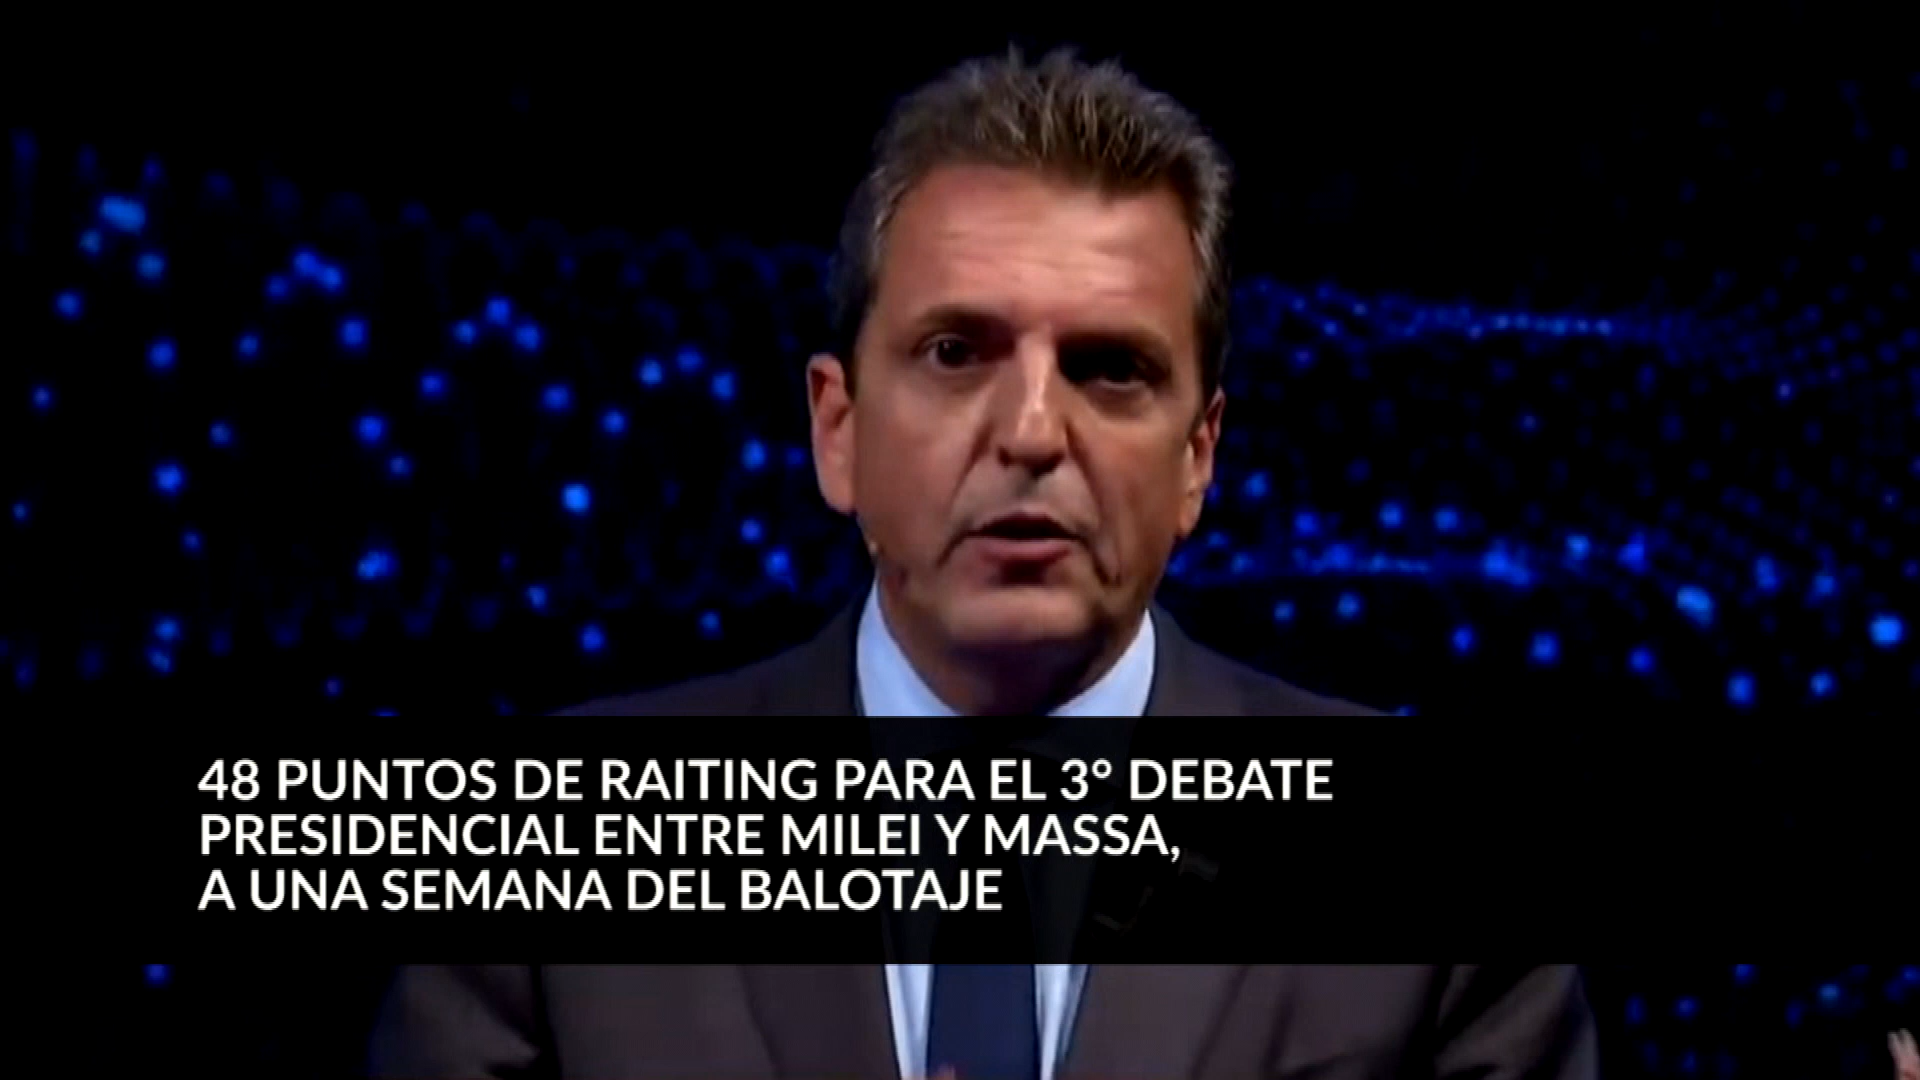 48 PUNTOS DE RAITING PARA EL 3° DEBATE
PRESIDENCIAL ENTRE MILEI Y MASSA,
A UNA SEMANA DEL BALOTAJE